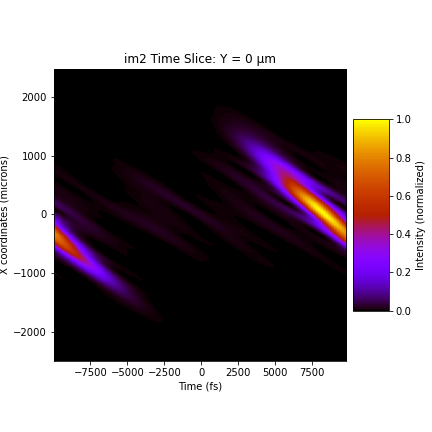 im2 Time Slice: Y = 0 μm
X coordinates (microns)
2000
1000
0
−1000
−2000
−7500 −5000 −2500 0 2500 5000 7500
Time (fs)
1.0
0.8
0.6
0.4
0.2
0.0
Intensity (normalized)